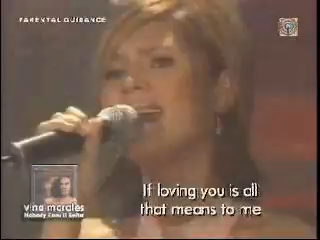 PARENTAL GUIDANCE
If loving you is all
that means to me
vina morales
Nobody Does It Better